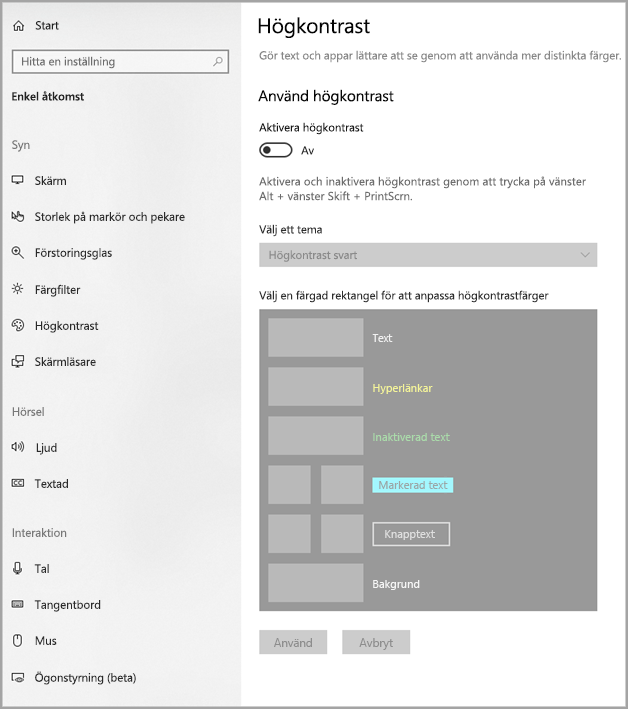 Start
Hitta en inställning
Enkel åtkomst
Syn
Skärm
Storlek på markör och pekare
Förstoringsglas
Färgfilter
Högkontrast
Skärmläsare
Hörsel
Ljud
Textad
Interaktion
Tal
Tangentbord
Mus
Ögonstyrning (beta)
Högkontrast
Gör text och appar lättare att se genom att använda mer distinkta färger.
Använd högkontrast
Aktivera högkontrast
Av
Aktivera och inaktivera högkontrast genom att trycka på vänster
Alt + vänster Skift + PrintScrn.
Välj ett tema
Högkontrast svart
Välj en färgad rektangel för att anpassa högkontrastfärger
Text
Hyperlänkar
Inaktiverad text
Markerad text
Knapptext
Bakgrund
Använd
Avbryt